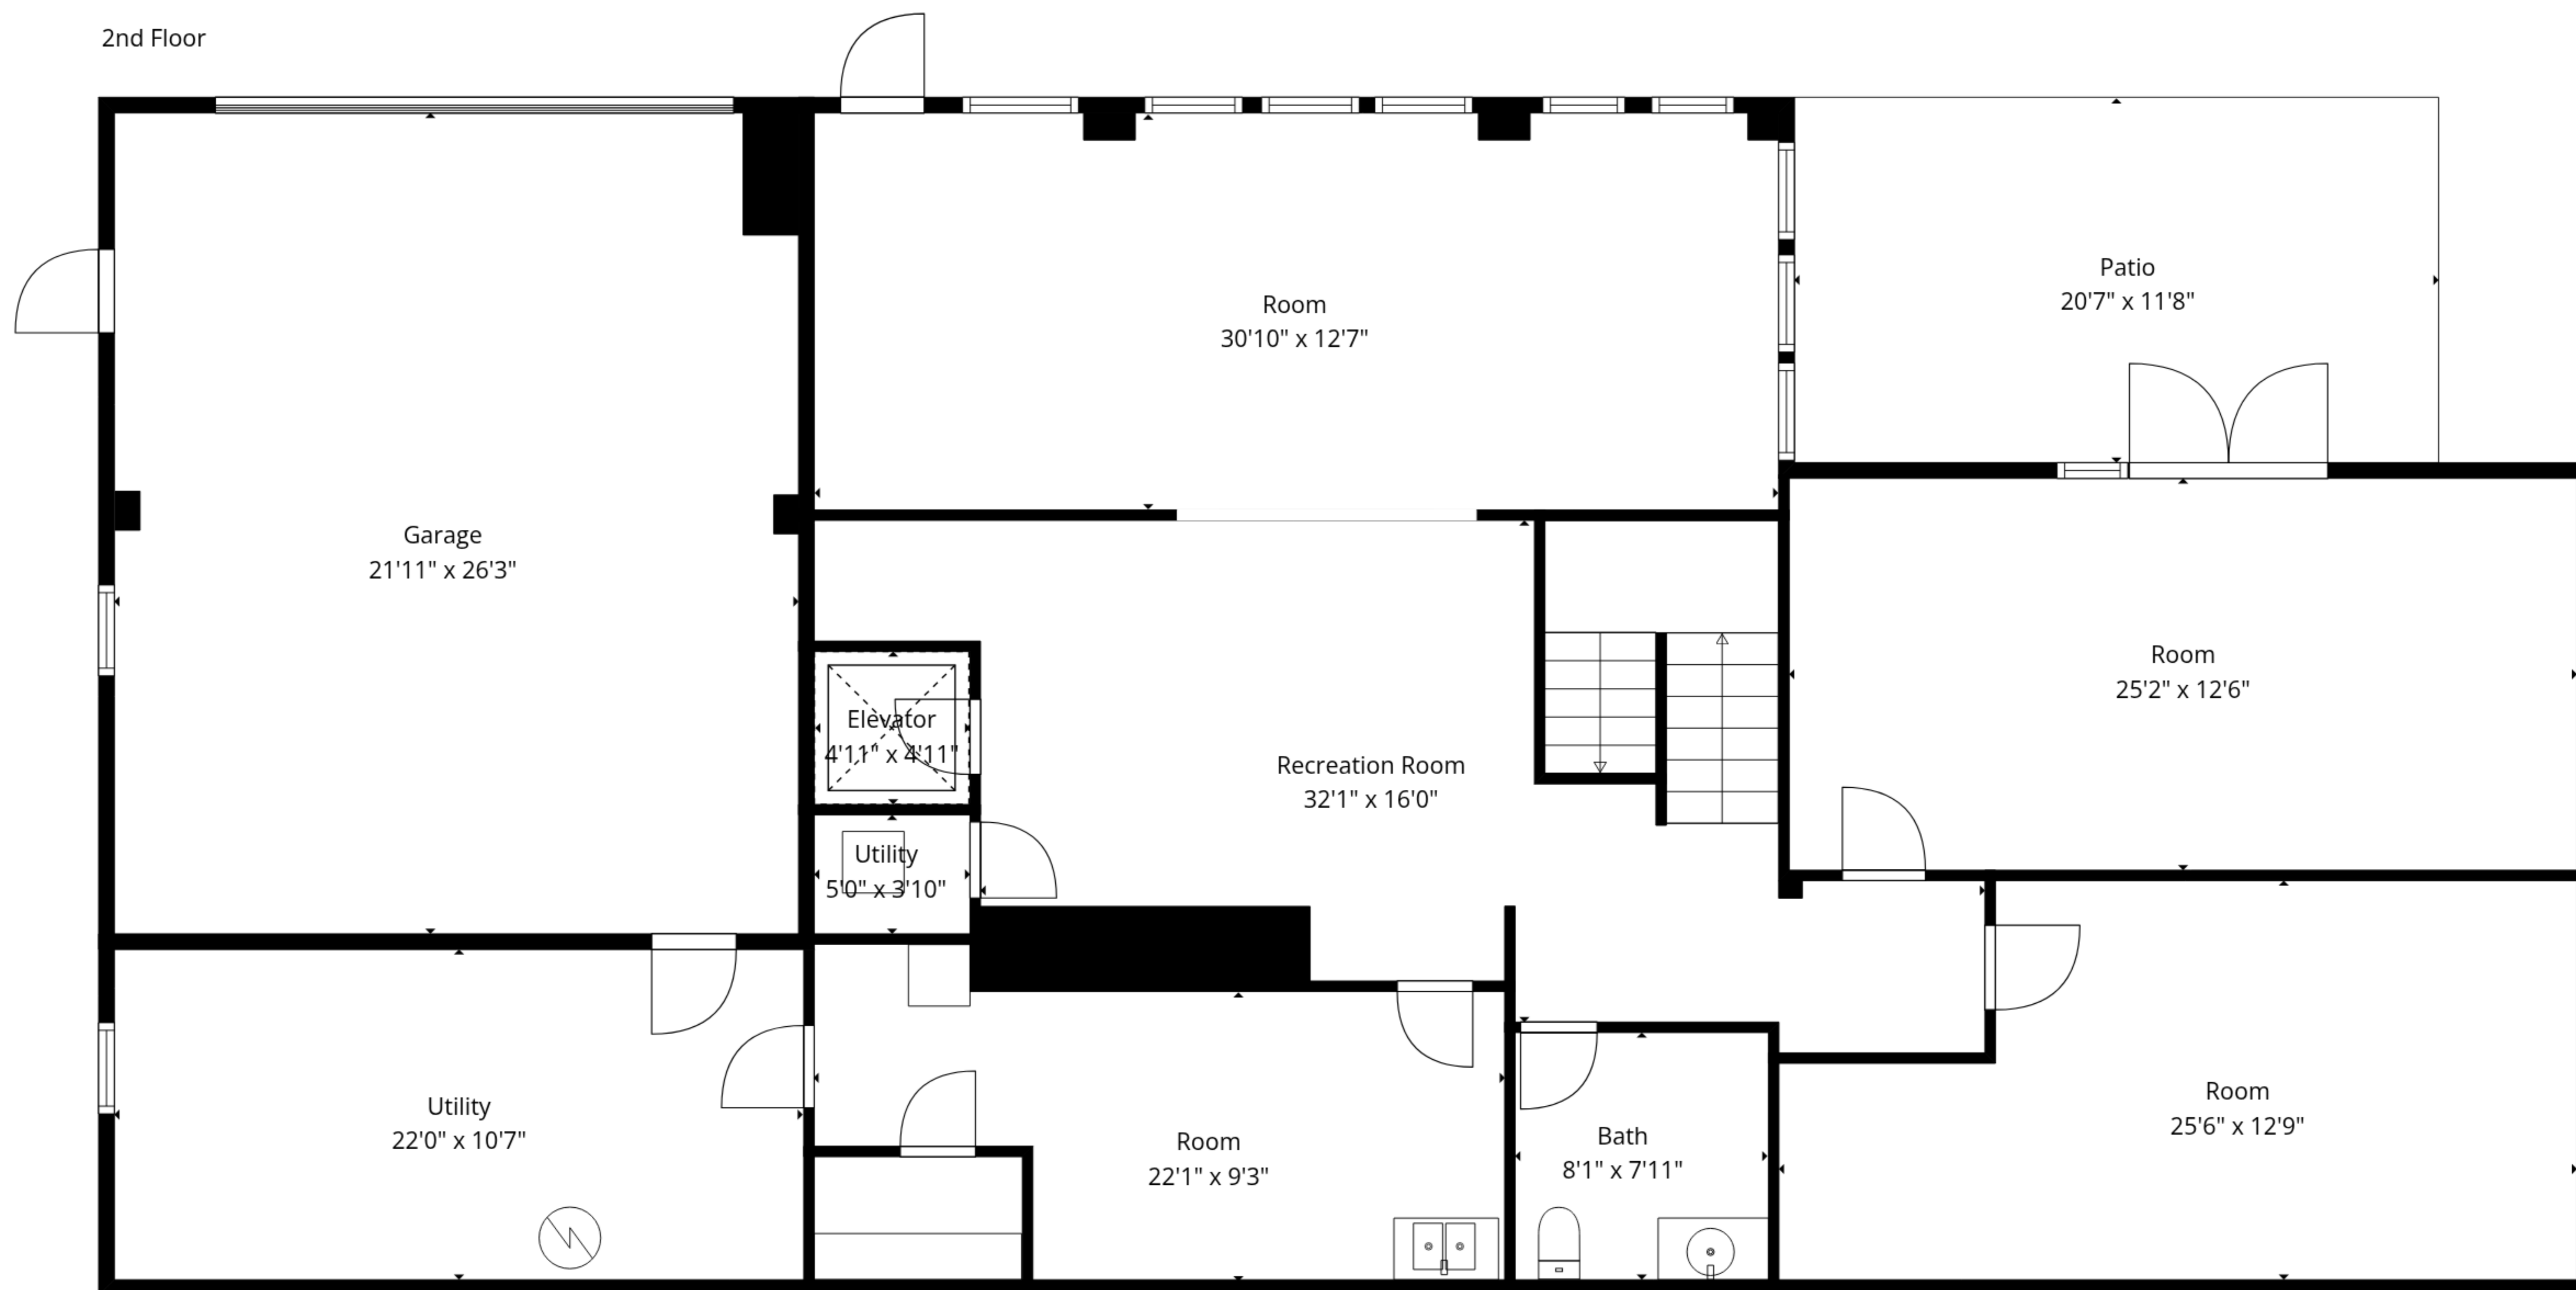 2nd Floor
Patio
20'7" x 11'8"
Room
30'10" x 12'7"
Garage
21'11" x 26'3"
Room
25'2" x 12'6"
Elevator
4'11" x 4'11"
Recreation Room
32'1" x 16'0"
Utility
5'0" x 3'10"
Room
25'6" x 12'9"
Utility
22'0" x 10'7"
Bath
8'1" x 7'11"
Room
22'1" x 9'3"